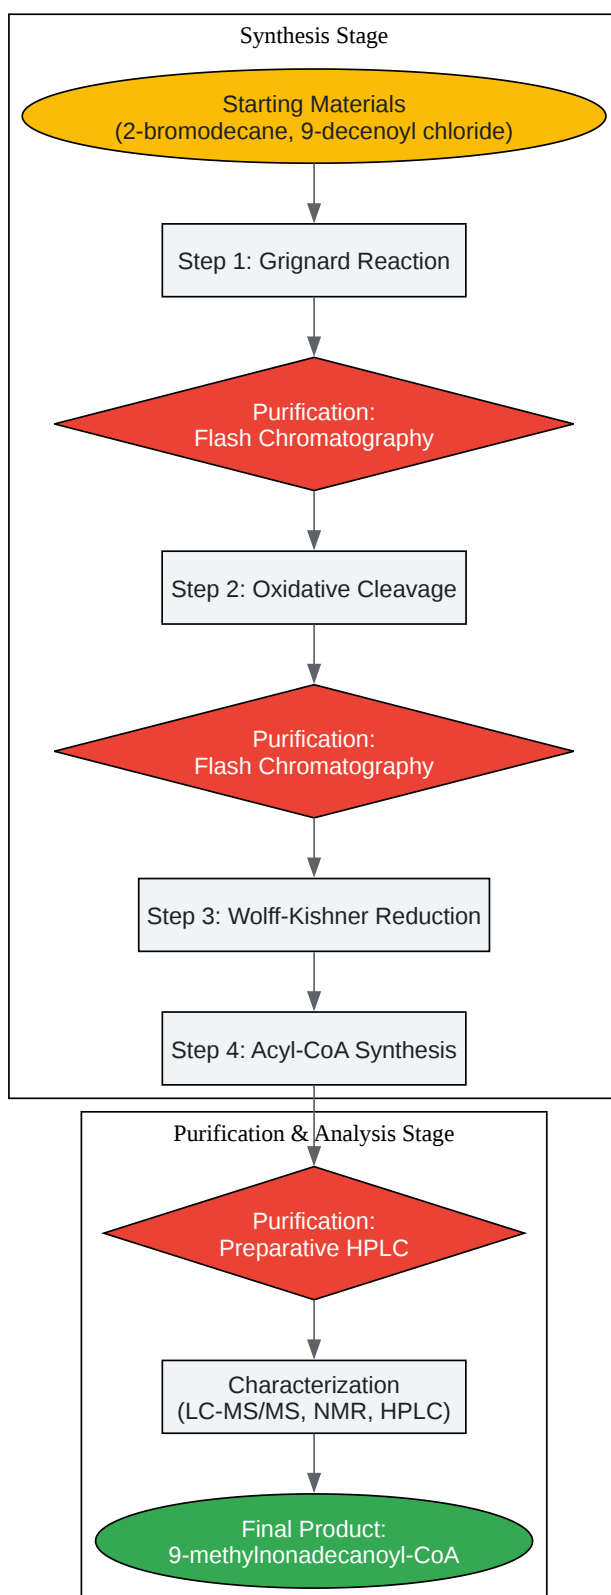 Synthesis Stage
Starting Materials
(2-bromodecane, 9-decenoyl chloride)
Step 1: Grignard Reaction
Purification:
Flash Chromatography
Step 2: Oxidative Cleavage
Purification:
Flash Chromatography
Step 3: Wolff-Kishner Reduction
Step 4: Acyl-CoA Synthesis
Purification & Analysis Stage
Purification:
Preparative HPLC
Characterization
(LC-MS/MS, NMR, HPLC)
Final Product:
9-methylnonadecanoyl-CoA